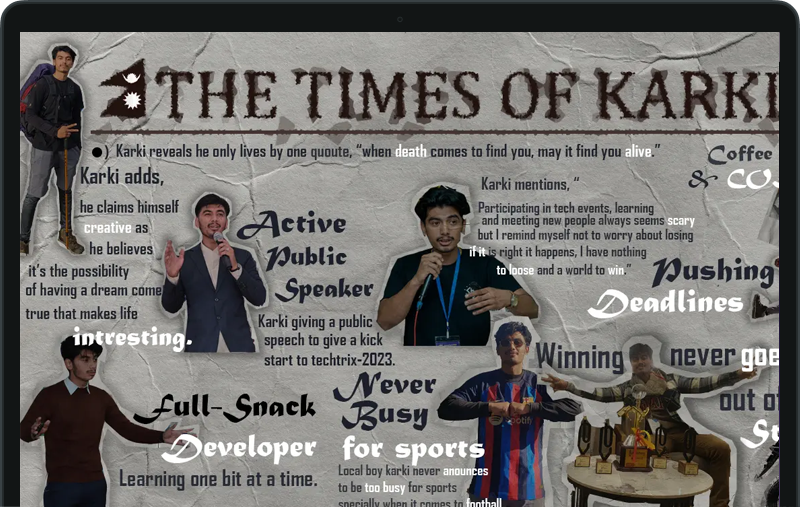 THE TIMES OF KARKI
●) Karki reveals he only lives by one quoute, “when death comes to find you, may it find you alive.”
Karki adds,
he claims himself
creative as
he believes
it's the possibility
of having a dream come
true that makes life
intresting.
Active
Public
Speaker
Karki giving a public
speech to give a kick
start to techtrix-2023.
Karki mentions, “
Participating in tech events, learning
and meeting new people always seems scary
but I remind myself not to worry about losing
if it is right it happens, I have nothing
to loose and a world to win.”
Coffee
&
Pushing
Deadlines
Full-Snack
Developer
Learning one bit at a time.
Never
Busy
for sports
Local boy karki never anounces
to be too busy for sports
specially when it comes to football
Winning never goe
out of
St